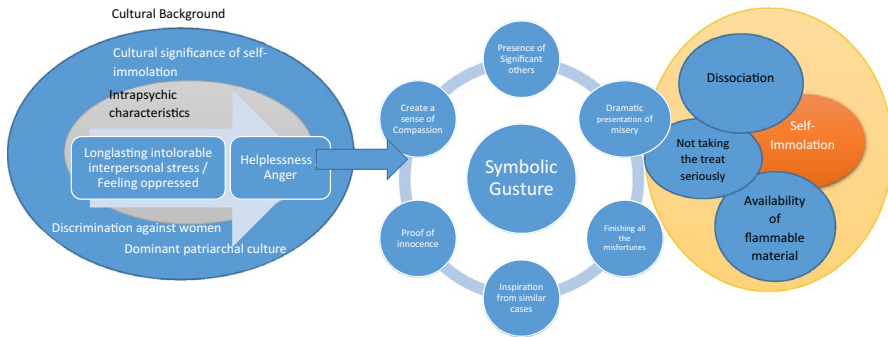 Cultural Background
Cultural significance of self-
immolation
Intrapsychic
characteristics
Longlasting intolorable
interpersonal stress /
Feeling oppressed
Helplessness /
Anger
Discrimination against women
Dominant patriarchal culture
Presence of
Significant
others
Create a
sense of
Compassion
Dramatic
presentation of
misery
Symbolic
Gusture
Proof of
innocence
Finishing all
the
misfortunes
Inspiration
from similar
cases
Dissociation
Self-
Immolation
Not taking
the treat
seriously
Availability
of
flammable
material